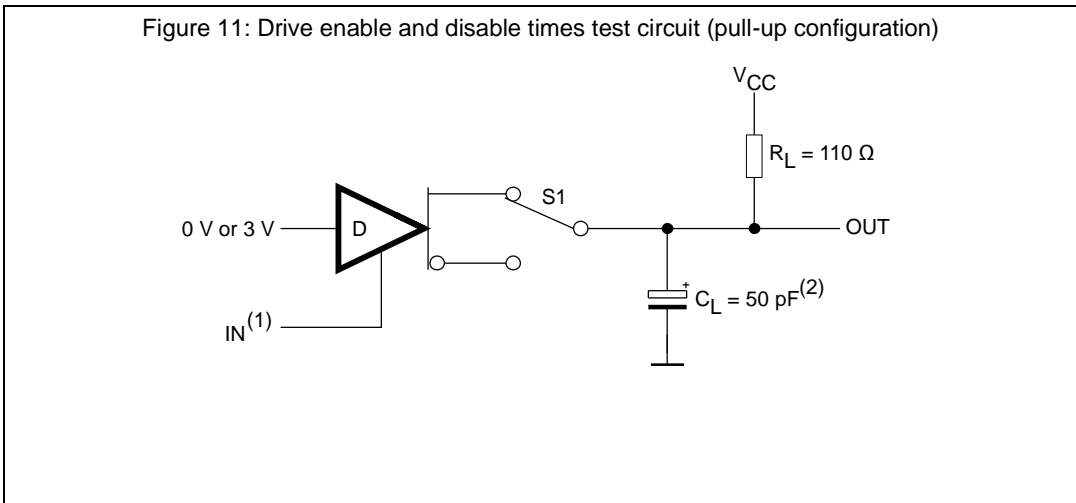 Figure 11: Drive enable and disable times test circuit (pull-up configuration)
VCC
RL = 110 Ω
S1
0 V or 3 V
D
OUT
+
CL = 50 pF(2)
IN(1)